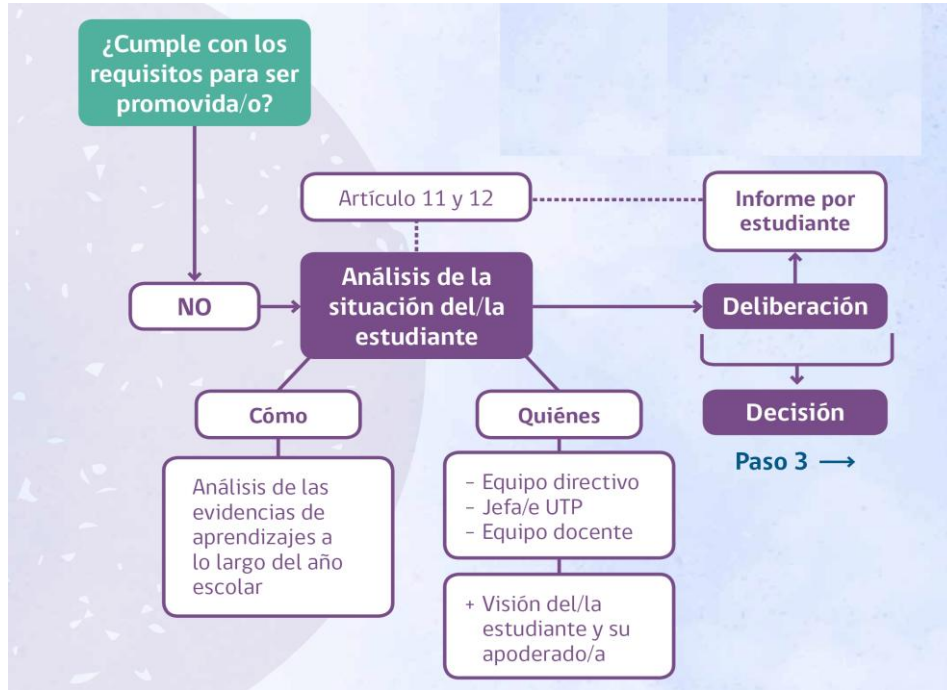 ¿Cumple con los
requisitos para ser
promovida/o?
Artículo 11 y 12
Informe por
estudiante
NO
Análisis de la
situación del/la
estudiante
Deliberación
Cómo
Quiénes
Decisión
Paso 3 →
Análisis de las
evidencias de
aprendizajes a
lo largo del año
escolar
– Equipo directivo
– Jefa/e UTP
– Equipo docente
+ Visión del/la
estudiante y su
apoderado/a